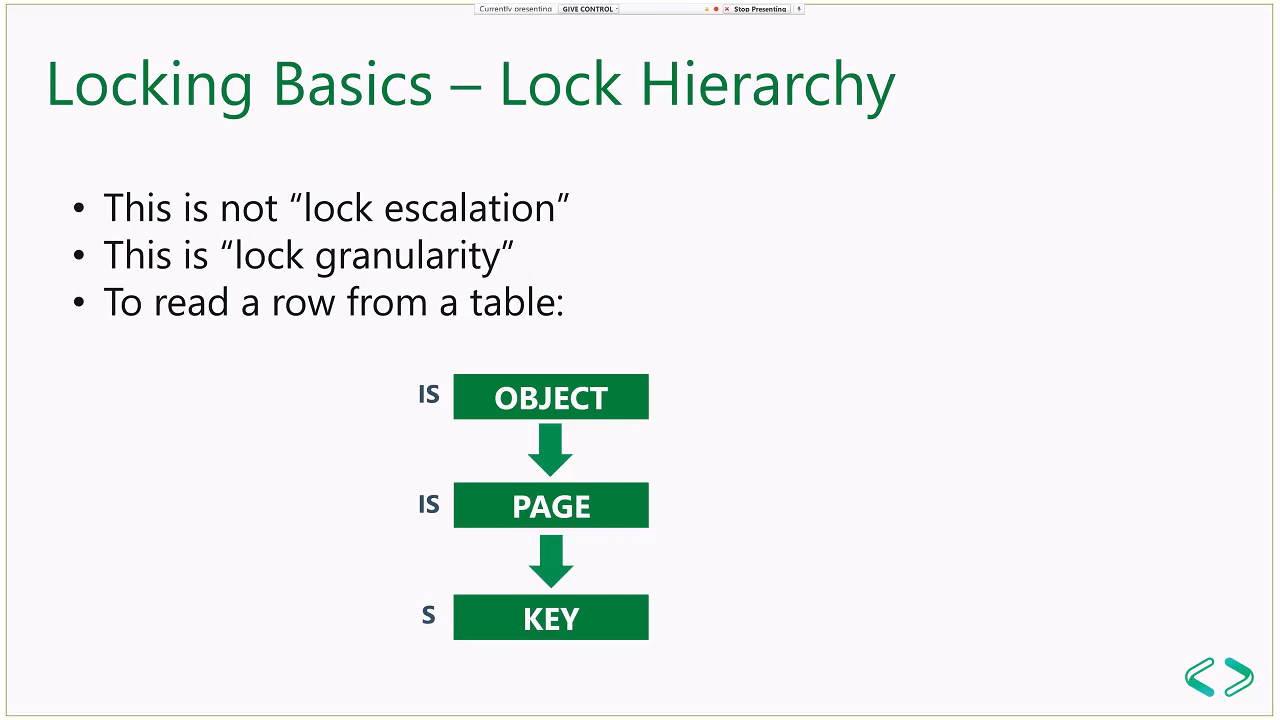 Currently presenting GIVE CONTROL Stop Presenting
Locking Basics – Lock Hierarchy
• This is not “lock escalation”
• This is “lock granularity”
• To read a row from a table:
IS OBJECT
IS PAGE
S KEY